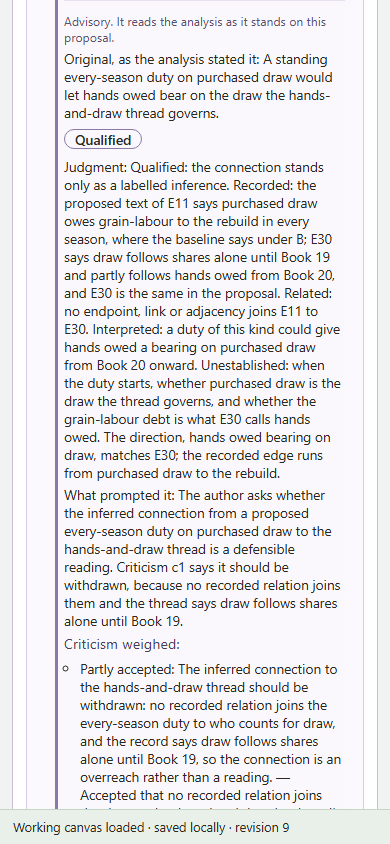 Advisory. It reads the analysis as it stands on this
proposal.
Original, as the analysis stated it: A standing
every-season duty on purchased draw would
let hands owed bear on the draw the hands-
and-draw thread governs.
Qualified
Judgment: Qualified: the connection stands
only as a labelled inference. Recorded: the
proposed text of E11 says purchased draw
owes grain-labour to the rebuild in every
season, where the baseline says under B; E30
says draw follows shares alone until Book 19
and partly follows hands owed from Book 20,
and E30 is the same in the proposal. Related:
no endpoint, link or adjacency joins E11 to
E30. Interpreted: a duty of this kind could give
hands owed a bearing on purchased draw
from Book 20 onward. Unestablished: when
the duty starts, whether purchased draw is the
draw the thread governs, and whether the
grain-labour debt is what E30 calls hands
owed. The direction, hands owed bearing on
draw, matches E30; the recorded edge runs
from purchased draw to the rebuild.
What prompted it: The author asks whether
the inferred connection from a proposed
every-season duty on purchased draw to the
hands-and-draw thread is a defensible
reading. Criticism c1 says it should be
withdrawn, because no recorded relation joins
them and the thread says draw follows shares
alone until Book 19.
Criticism weighed:
Partly accepted: The inferred connection to
the hands-and-draw thread should be
withdrawn: no recorded relation joins the
every-season duty to who counts for draw,
and the record says draw follows shares
alone until Book 19, so the connection is an
overreach rather than a reading. —
Accepted that no recorded relation joins
Working canvas loaded · saved locally · revision 9